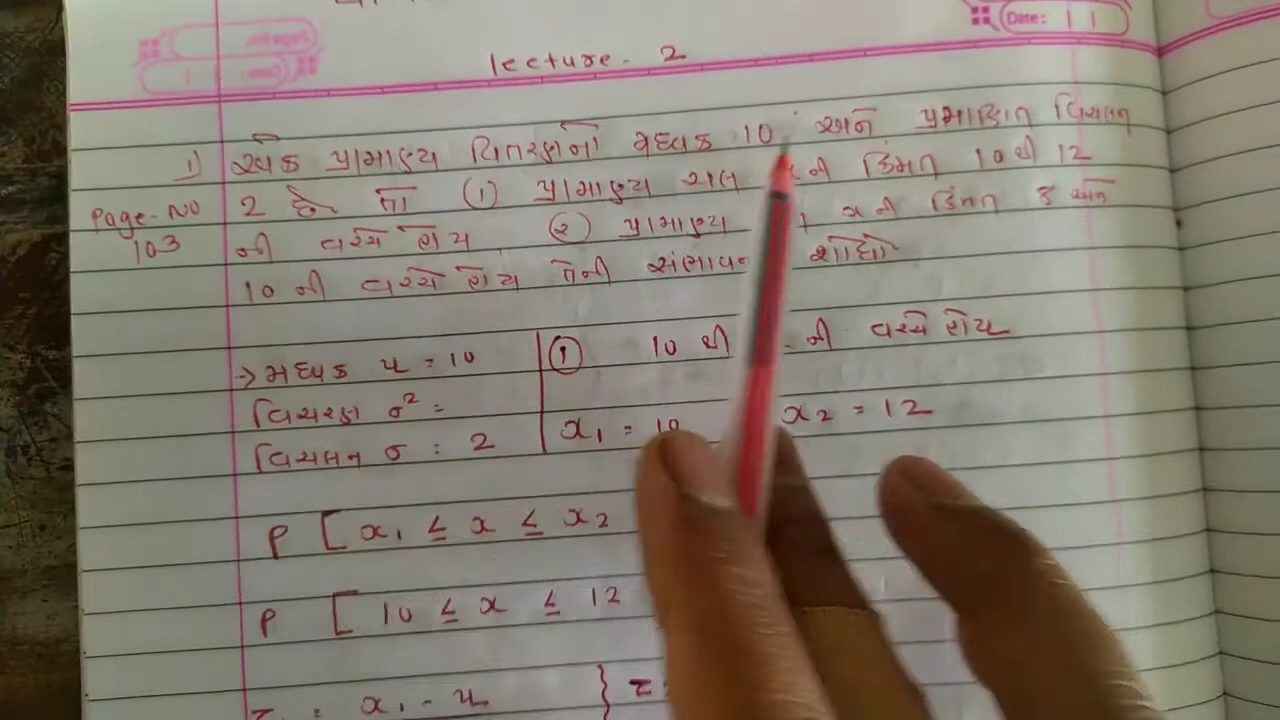 Date:
lecture - 2
1) એક પ્રામાણ્ય વિતરણનો મધ્યક 10 અને પ્રમાણિત વિચલન
Page-No 2 છે તો (1) પ્રામાણ્ય ચલ ની કિંમત 10 થી 12
103 ની વચ્ચે હોય (2) પ્રામાણ્ય x ની કિંમત 8 અને
10 ની વચ્ચે હોય તેની સંભાવના શોધો
→ મધ્યક μ = 10
વિચરણ σ² =
વિચલન σ = 2
(1) 10 થી ની વચ્ચે હોય
x₁ = 10 x₂ = 12
P [ x₁ ≤ x ≤ x₂
P [ 10 ≤ x ≤ 12
x₁ - μ }